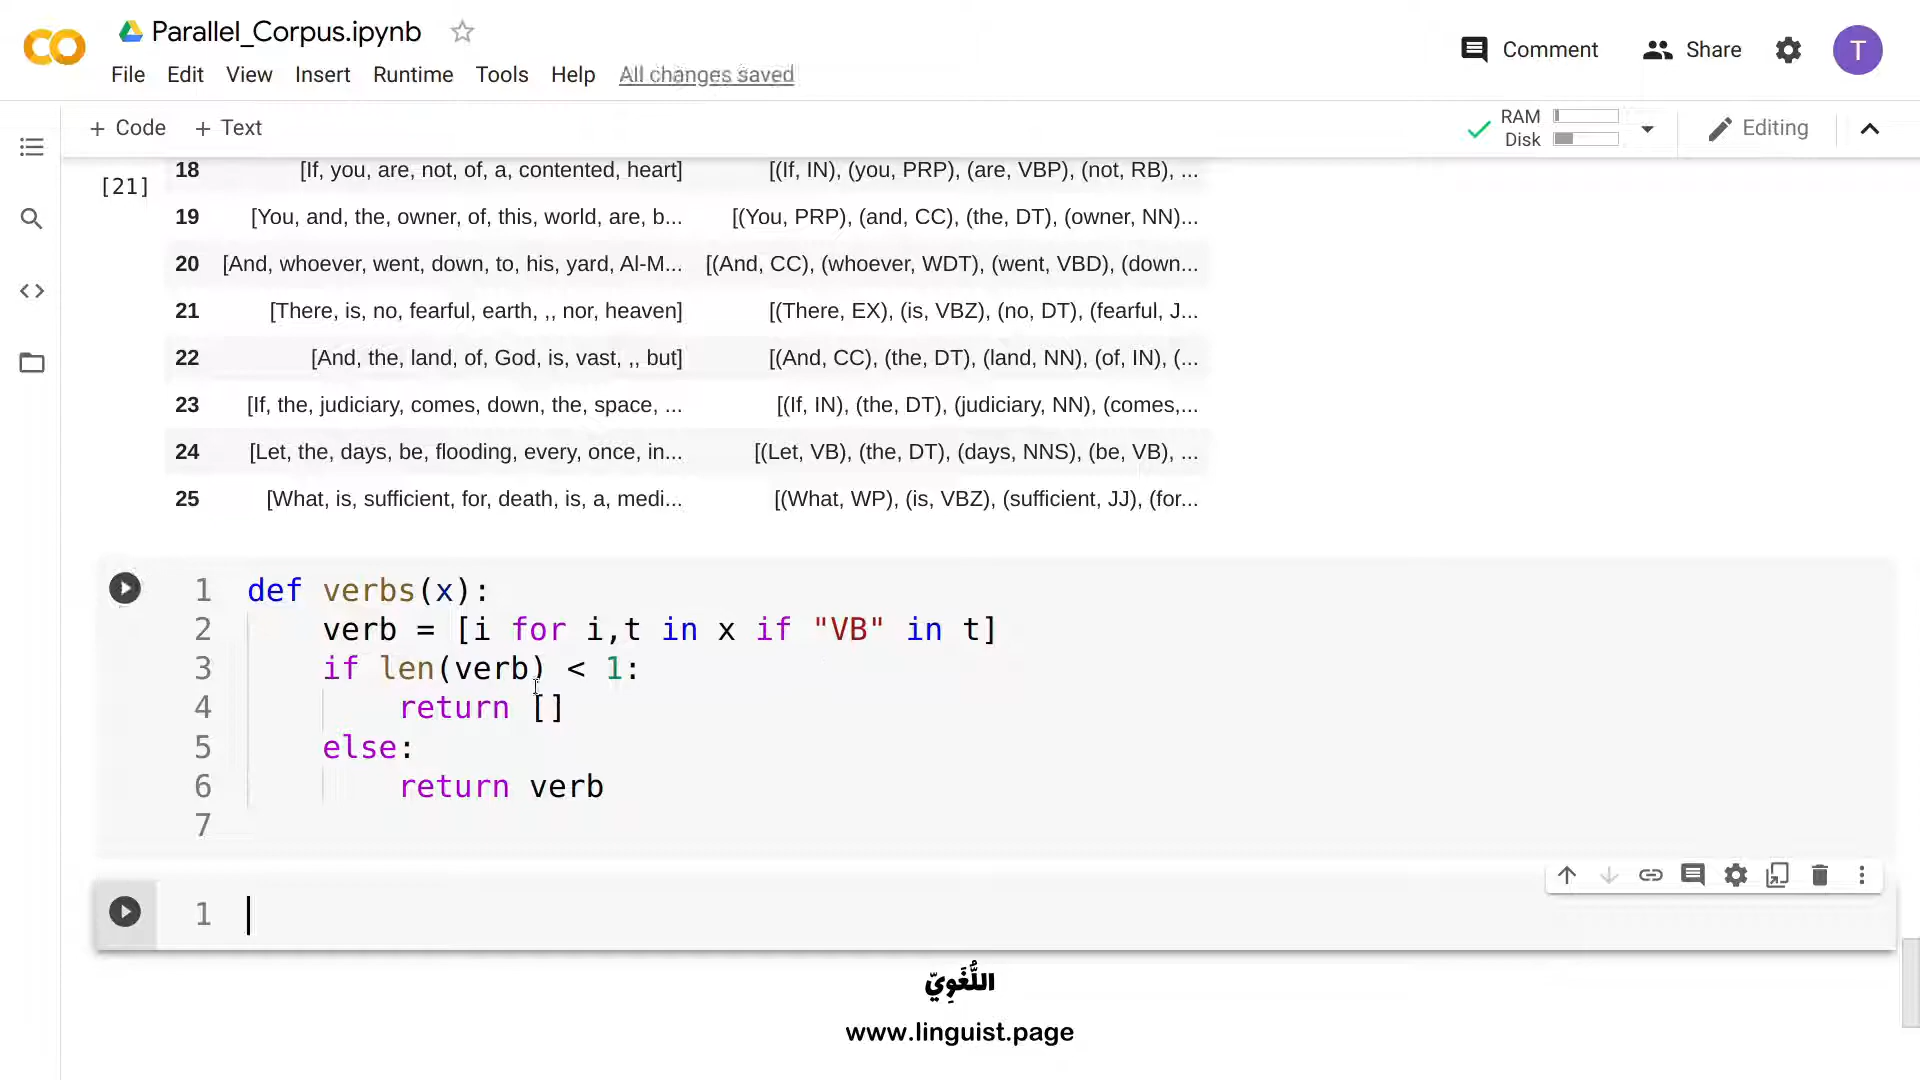 Parallel_Corpus.ipynb
Comment
Share
T
File Edit View Insert Runtime Tools Help All changes saved
+ Code + Text
RAM
Disk
Editing
[21]
18 [If, you, are, not, of, a, contented, heart] [(If, IN), (you, PRP), (are, VBP), (not, RB), ...
19 [You, and, the, owner, of, this, world, are, b... [(You, PRP), (and, CC), (the, DT), (owner, NN)...
20 [And, whoever, went, down, to, his, yard, Al-M... [(And, CC), (whoever, WDT), (went, VBD), (down...
21 [There, is, no, fearful, earth, ,, nor, heaven] [(There, EX), (is, VBZ), (no, DT), (fearful, J...
22 [And, the, land, of, God, is, vast, ,, but] [(And, CC), (the, DT), (land, NN), (of, IN), (...
23 [If, the, judiciary, comes, down, the, space, ... [(If, IN), (the, DT), (judiciary, NN), (comes,...
24 [Let, the, days, be, flooding, every, once, in... [(Let, VB), (the, DT), (days, NNS), (be, VB), ...
25 [What, is, sufficient, for, death, is, a, medi... [(What, WP), (is, VBZ), (sufficient, JJ), (for...
1 def verbs(x):
2 verb = [i for i,t in x if "VB" in t]
3 if len(verb) < 1:
4 return []
5 else:
6 return verb
7
1
اللُّغَوِيّ
www.linguist.page